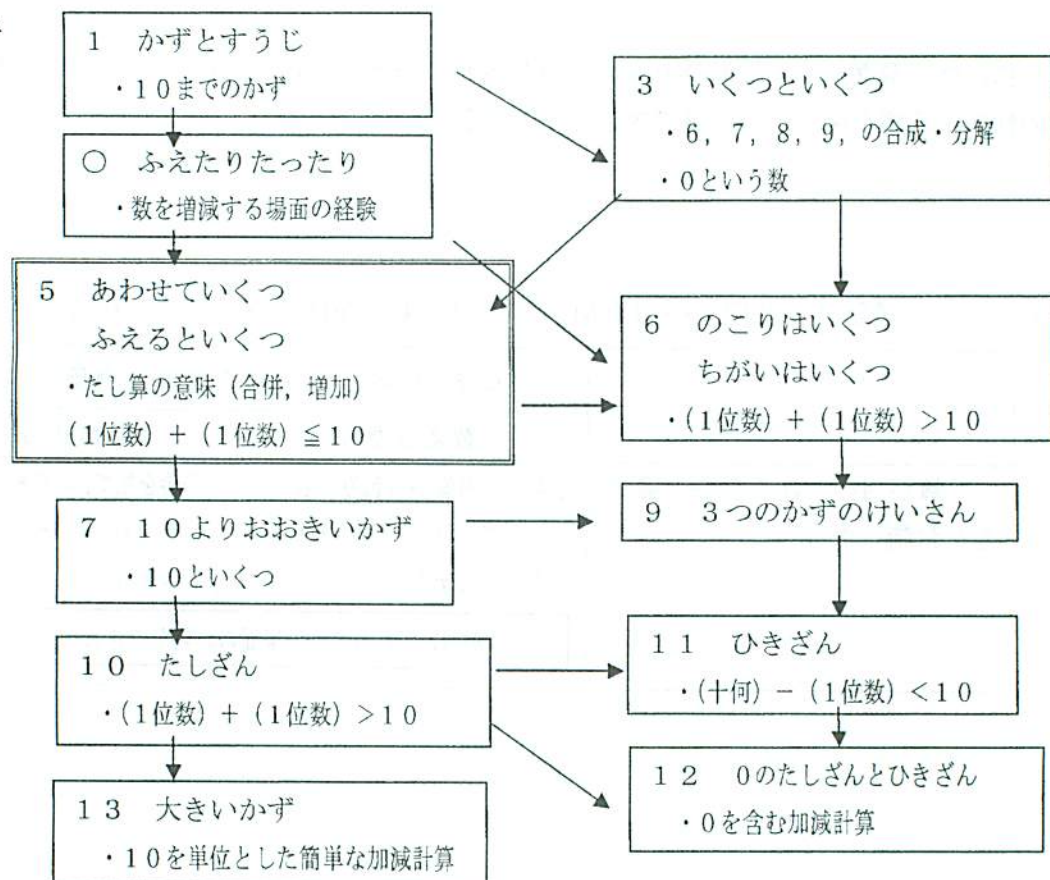 1 かずとすうじ
・10までのかず
○ ふえたりたったり
・数を増減する場面の経験
5 あわせていくつ
ふえるといくつ
・たし算の意味(合併,増加)
(1位数)+(1位数)≦10
7 10よりおおきいかず
・10といくつ
10 たしざん
・(1位数)+(1位数)>10
13 大きいかず
・10を単位とした簡単な加減計算
3 いくつといくつ
・6,7,8,9,の合成・分解
・0という数
6 のこりはいくつ
ちがいはいくつ
・(1位数)+(1位数)>10
9 3つのかずのけいさん
11 ひきざん
・(十何)-(1位数)<10
12 0のたしざんとひきざん
・0を含む加減計算